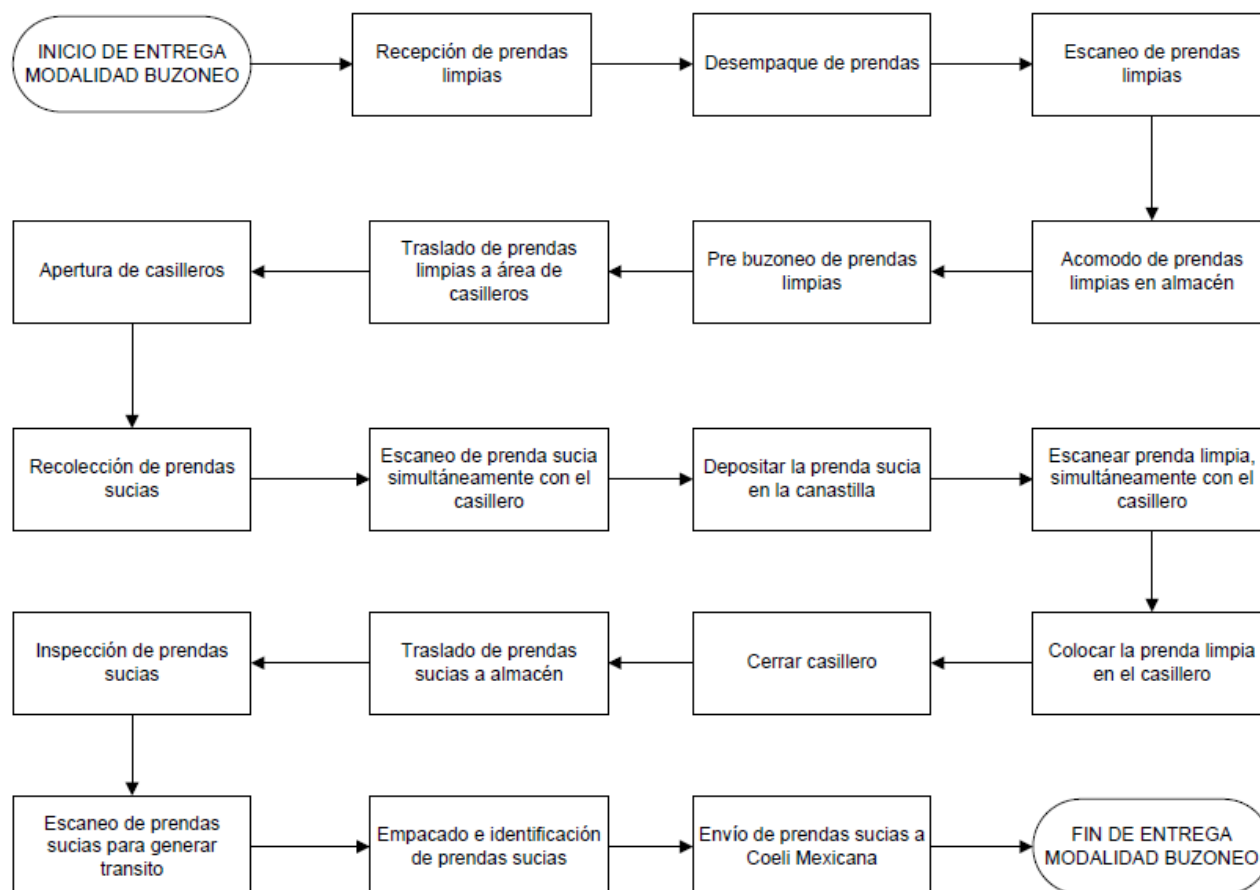 INICIO DE ENTREGA
MODALIDAD BUZONEO
Recepción de prendas
limpias
Desempaque de prendas
Escaneo de prendas
limpias
Acomodo de prendas
limpias en almacén
Pre buzoneo de prendas
limpias
Traslado de prendas
limpias a área de
casilleros
Apertura de casilleros
Recolección de prendas
sucias
Escaneo de prenda sucia
simultáneamente con el
casillero
Depositar la prenda sucia
en la canastilla
Escanear prenda limpia,
simultáneamente con el
casillero
Colocar la prenda limpia
en el casillero
Cerrar casillero
Traslado de prendas
sucias a almacén
Inspección de prendas
sucias
Escaneo de prendas
sucias para generar
transito
Empacado e identificación
de prendas sucias
Envío de prendas sucias a
Coeli Mexicana
FIN DE ENTREGA
MODALIDAD BUZONEO